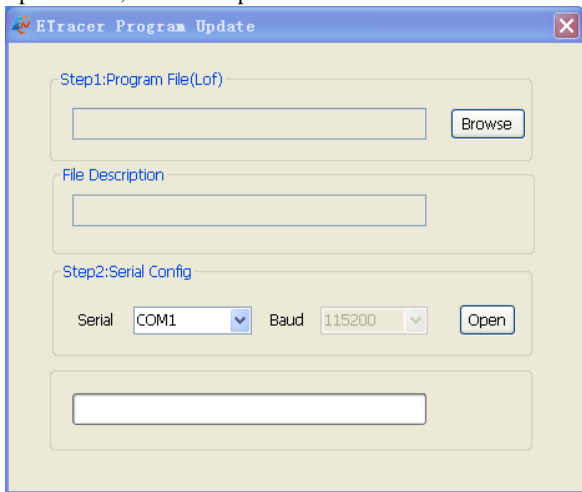 ETracer Program Update
Step1:Program File(Lof)
Browse
File Description
Step2:Serial Config
Serial COM1 Baud 115200 Open